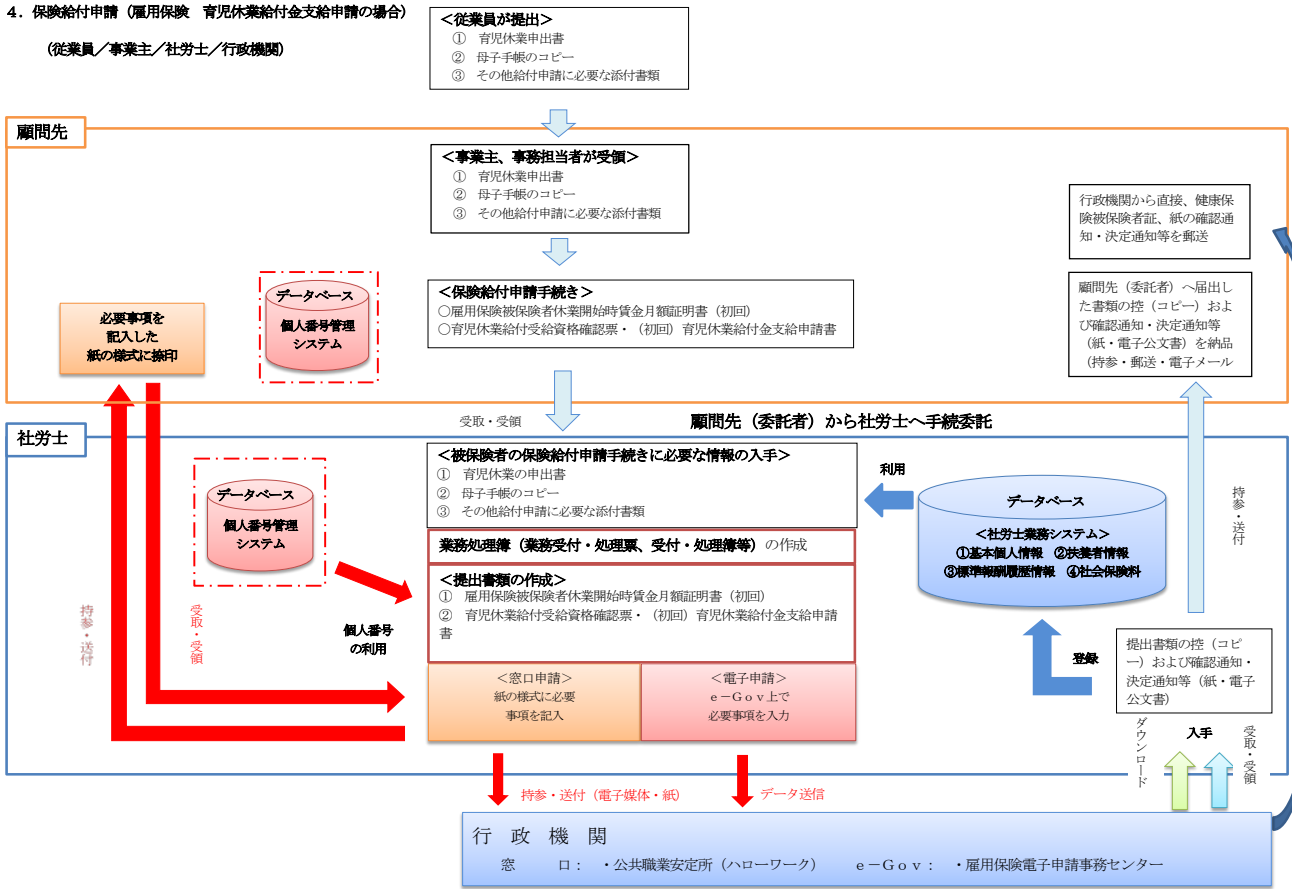 ４．保険給付申請（雇用保険　育児休業給付金支給申請の場合）
（従業員／事業主／社労士／行政機関）
＜従業員が提出＞
①　育児休業申出書
②　母子手帳のコピー
③　その他給付申請に必要な添付書類
顧問先
＜事業主、事務担当者が受領＞
①　育児休業申出書
②　母子手帳のコピー
③　その他給付申請に必要な添付書類
行政機関から直接、健康保
険被保険者証、紙の確認通
知・決定通知等を郵送
＜保険給付申請手続き＞
○雇用保険被保険者休業開始時賃金月額証明書（初回）
○育児休業給付受給資格確認票・（初回）育児休業給付金支給申請書
データベース
個人番号管理
システム
必要事項を
記入した
紙の様式に捺印
顧問先（委託者）へ届出し
た書類の控（コピー）およ
び確認通知・決定通知等
（紙・電子公文書）を納品
（持参・郵送・電子メール
受取・受領
顧問先（委託者）から社労士へ手続委託
社労士
＜被保険者の保険給付申請手続きに必要な情報の入手＞
①　育児休業の申出書
②　母子手帳のコピー
③　その他給付申請に必要な添付書類
利用
データベース
＜社労士業務システム＞
①基本個人情報　②扶養者情報
③標準報酬履歴情報　④社会保険料
持参・送付
データベース
個人番号管理
システム
業務処理簿（業務受付・処理票、受付・処理簿等）の作成
＜提出書類の作成＞
①　雇用保険被保険者休業開始時賃金月額証明書（初回）
②　育児休業給付受給資格確認票・（初回）育児休業給付金支給申請
書
持参・送付
受取・受領
個人番号
の利用
登録
提出書類の控（コピ
ー）および確認通知・
決定通知等（紙・電子
公文書）
＜窓口申請＞
紙の様式に必要
事項を記入
＜電子申請＞
ｅ－Ｇｏｖ上で
必要事項を入力
ダウンロード
入手
受取・受領
持参・送付（電子媒体・紙）
データ送信
行　政　機　関
窓　　　口：　・公共職業安定所（ハローワーク）　　ｅ－Ｇｏｖ：　・雇用保険電子申請事務センター